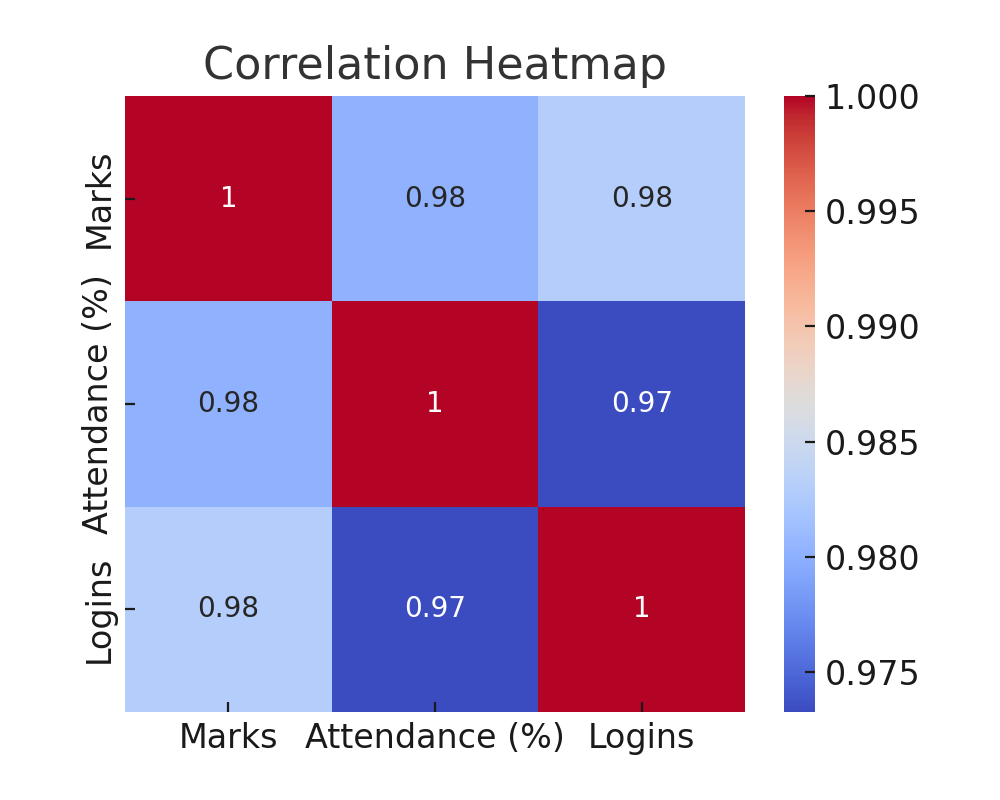 Correlation Heatmap
Marks
1
0.98
0.98
Attendance (%)
0.98
1
0.97
Logins
0.98
0.97
1
Marks
Attendance (%)
Logins
1.000
0.995
0.990
0.985
0.980
0.975